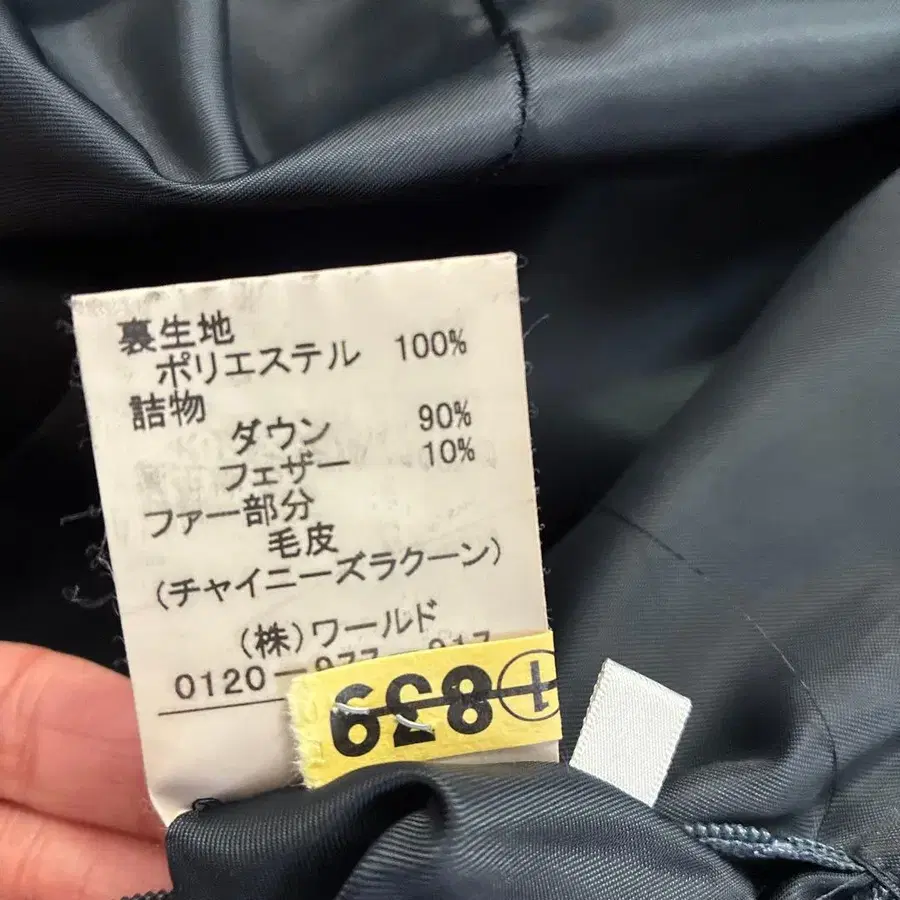 裏生地
ポリエステル 100%
詰物
ダウン 90%
フェザー 10%
ファー部分
毛皮
(チャイニーズラクーン)
(株)ワールド
0120-
①839